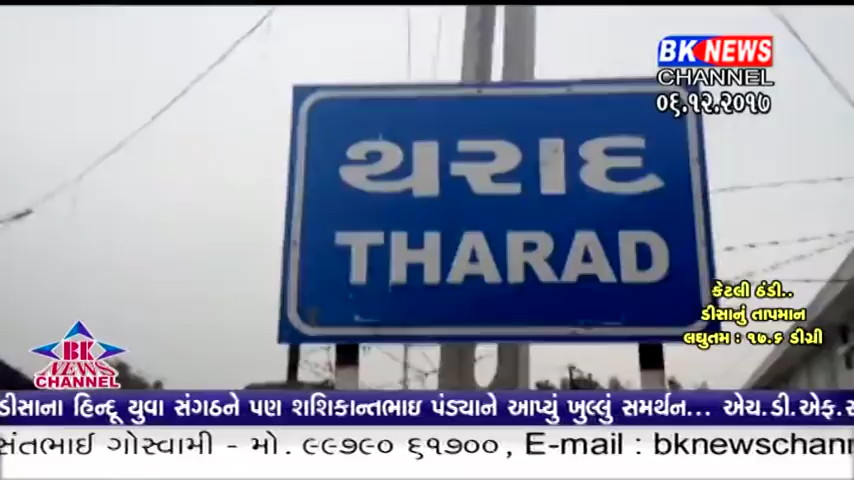 BK NEWS
CHANNEL
૦૬.૧૨.૨૦૧૭
થરાદ
THARAD
કેટલી ઠંડી..
ડીસાનું તાપમાન
લઘુતમ : ૧૭.૬ ડીગ્રી
BK
NEWS
CHANNEL
ડીસાના હિન્દૂ યુવા સંગઠને પણ શશિકાન્તભાઇ પંડ્યાને આપ્યું ખુલ્લું સમર્થન... એચ.ડી.એફ.સ
સંતભાઈ ગોસ્વામી - મો. ૯૯૭૯૦ ૬૧૭૦૦, E-mail : bknewschann